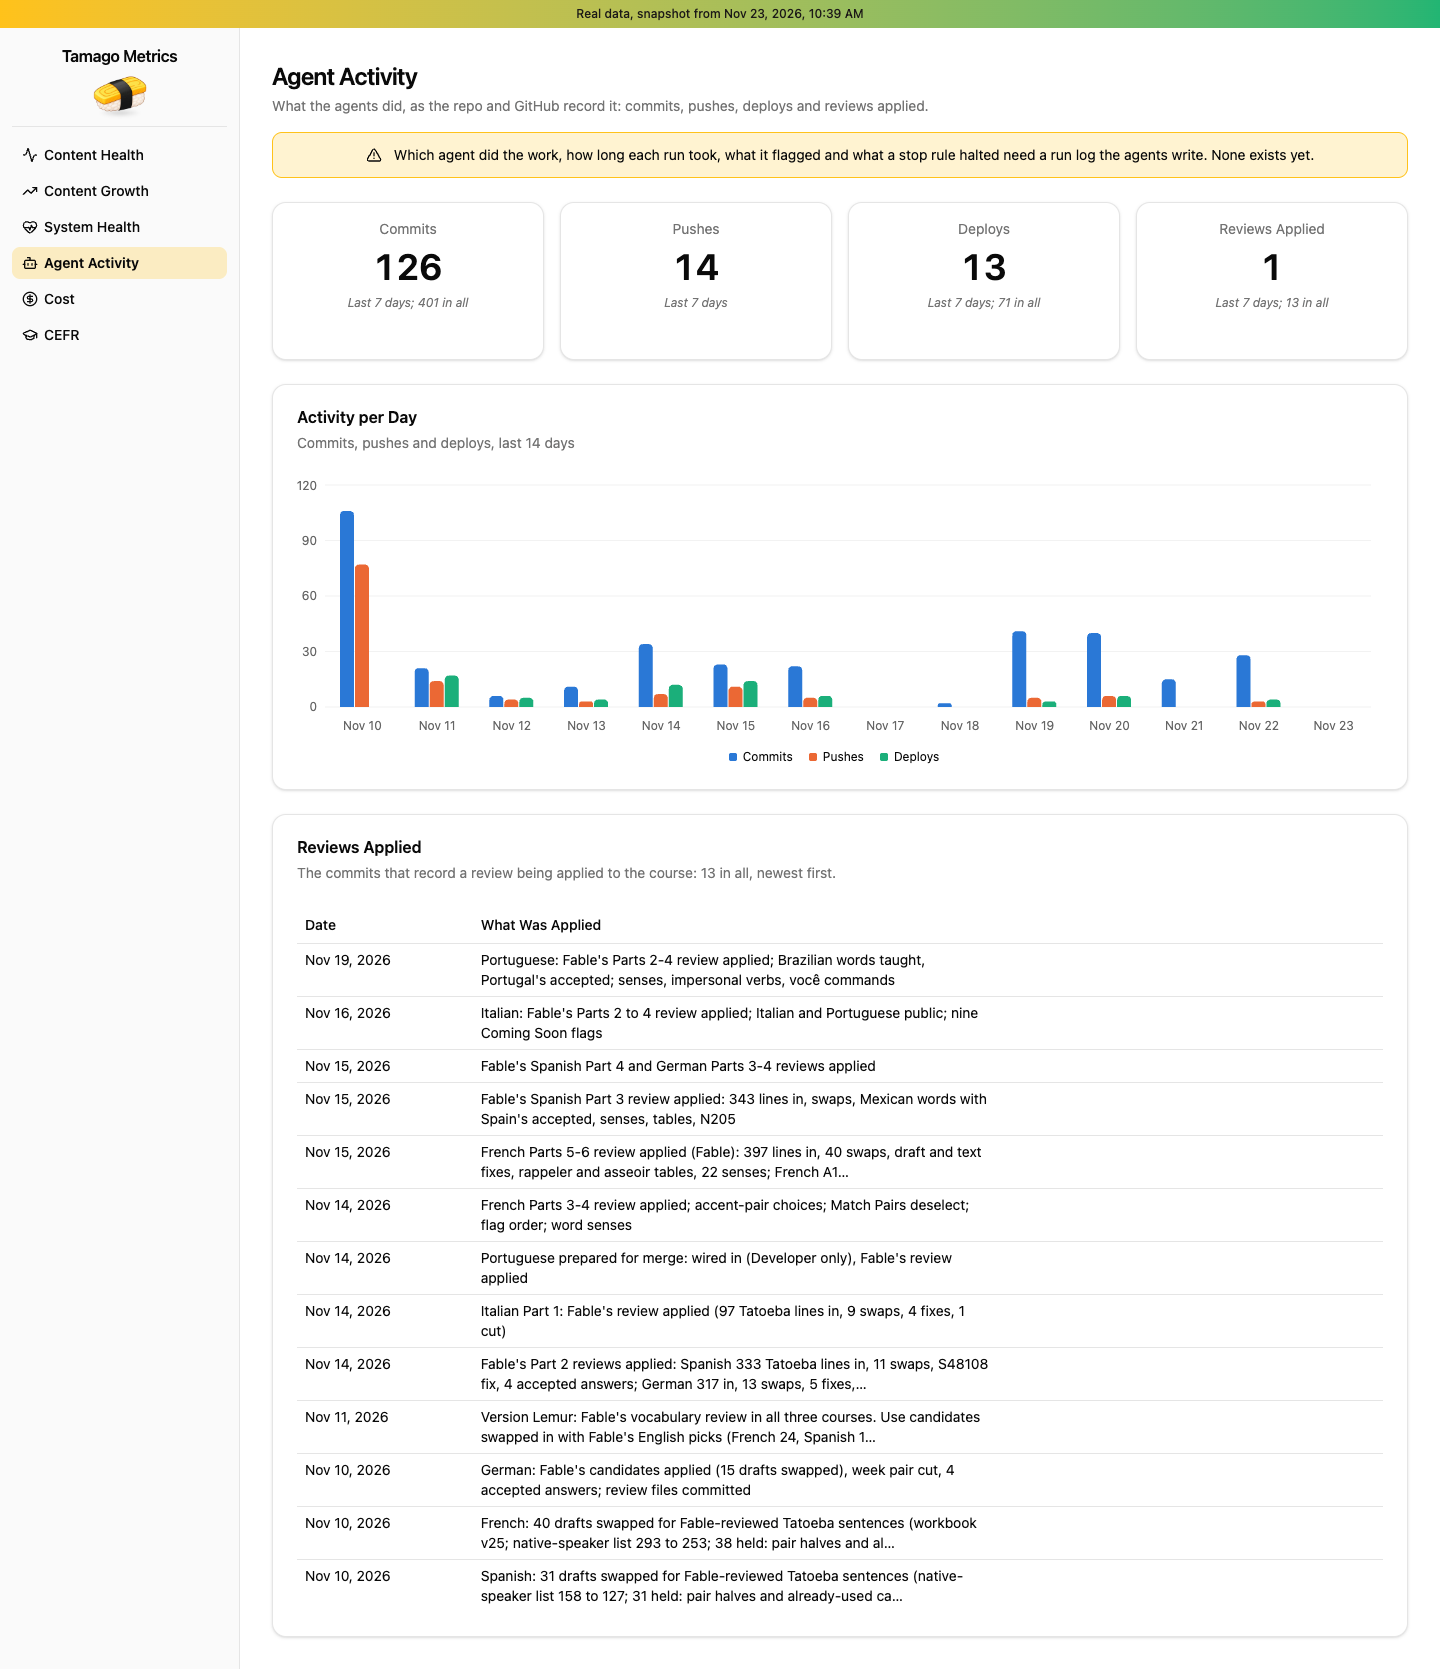 Real data, snapshot from Nov 23, 2026, 10:39 AM
Tamago Metrics
Content Health
Content Growth
System Health
Agent Activity
Cost
CEFR
Agent Activity
What the agents did, as the repo and GitHub record it: commits, pushes, deploys and reviews applied.
Which agent did the work, how long each run took, what it flagged and what a stop rule halted need a run log the agents write. None exists yet.
Commits
126
Last 7 days; 401 in all
Pushes
14
Last 7 days
Deploys
13
Last 7 days; 71 in all
Reviews Applied
1
Last 7 days; 13 in all
Activity per Day
Commits, pushes and deploys, last 14 days
120
90
60
30
0
Nov 10 Nov 11 Nov 12 Nov 13 Nov 14 Nov 15 Nov 16 Nov 17 Nov 18 Nov 19 Nov 20 Nov 21 Nov 22 Nov 23
Commits Pushes Deploys
Reviews Applied
The commits that record a review being applied to the course: 13 in all, newest first.
Date What Was Applied
Nov 19, 2026 Portuguese: Fable's Parts 2-4 review applied; Brazilian words taught,
Portugal's accepted; senses, impersonal verbs, você commands
Nov 16, 2026 Italian: Fable's Parts 2 to 4 review applied; Italian and Portuguese public; nine
Coming Soon flags
Nov 15, 2026 Fable's Spanish Part 4 and German Parts 3-4 reviews applied
Nov 15, 2026 Fable's Spanish Part 3 review applied: 343 lines in, swaps, Mexican words with
Spain's accepted, senses, tables, N205
Nov 15, 2026 French Parts 5-6 review applied (Fable): 397 lines in, 40 swaps, draft and text
fixes, rappeler and asseoir tables, 22 senses; French A1...
Nov 14, 2026 French Parts 3-4 review applied; accent-pair choices; Match Pairs deselect;
flag order; word senses
Nov 14, 2026 Portuguese prepared for merge: wired in (Developer only), Fable's review
applied
Nov 14, 2026 Italian Part 1: Fable's review applied (97 Tatoeba lines in, 9 swaps, 4 fixes, 1
cut)
Nov 14, 2026 Fable's Part 2 reviews applied: Spanish 333 Tatoeba lines in, 11 swaps, S48108
fix, 4 accepted answers; German 317 in, 13 swaps, 5 fixes,...
Nov 11, 2026 Version Lemur: Fable's vocabulary review in all three courses. Use candidates
swapped in with Fable's English picks (French 24, Spanish 1...
Nov 10, 2026 German: Fable's candidates applied (15 drafts swapped), week pair cut, 4
accepted answers; review files committed
Nov 10, 2026 French: 40 drafts swapped for Fable-reviewed Tatoeba sentences (workbook
v25; native-speaker list 293 to 253; 38 held: pair halves and al...
Nov 10, 2026 Spanish: 31 drafts swapped for Fable-reviewed Tatoeba sentences (native-
speaker list 158 to 127; 31 held: pair halves and already-used ca...